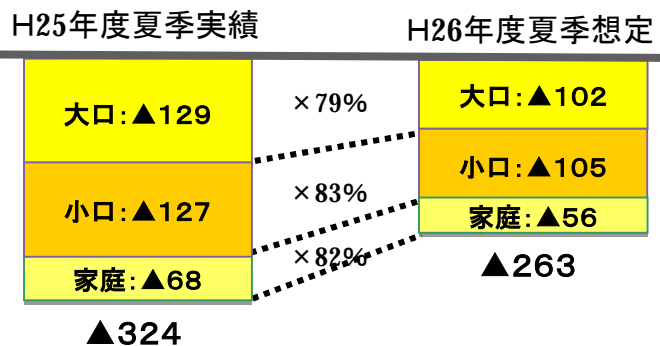 H25年度夏季実績
H26年度夏季想定
大口：▲129
×79%
大口：▲102
小口：▲127
×83%
小口：▲105
家庭：▲68
×82%
家庭：▲56
▲324
▲263